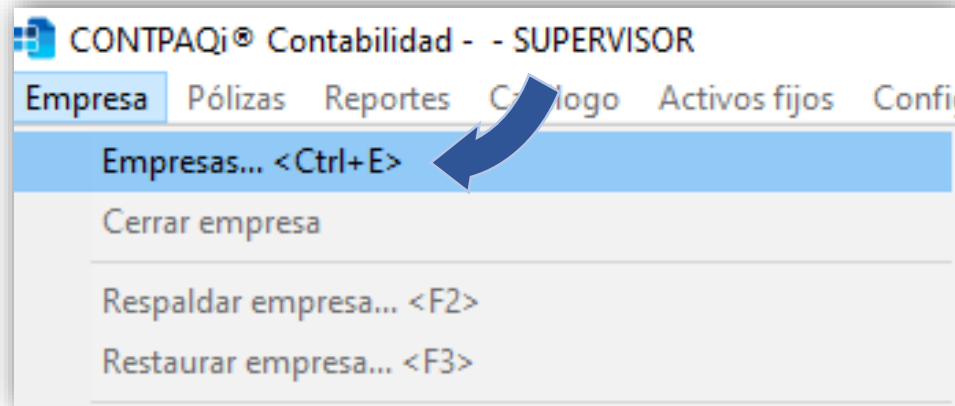 CONTPAQi® Contabilidad - - SUPERVISOR
Empresa Pólizas Reportes Activos fijos
Empresas... <Ctrl+E>
Cerrar empresa
Respaldar empresa... <F2>
Restaurar empresa... <F3>